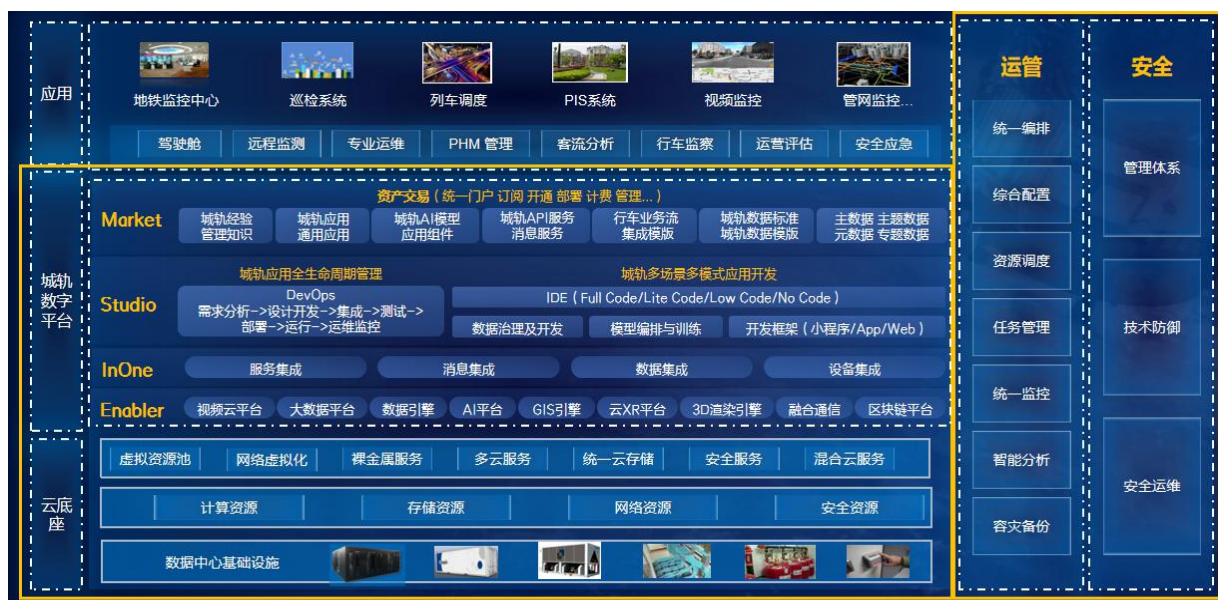 应用
地铁监控中心
巡检系统
列车调度
PIS系统
视频监控
管网监控...
驾驶舱
远程监测
专业运维
PHM 管理
客流分析
行车监察
运营评估
安全应急
城轨
数字
平台
资产交易 ( 统一门户 订阅 开通 部署 计费 管理... )
Market
城轨经验
管理知识
城轨应用
通用应用
城轨AI模型
应用组件
城轨API服务
消息服务
行车业务流
集成模版
城轨数据标准
城轨数据模版
主数据 主题数据
元数据 专题数据
Studio
城轨应用全生命周期管理
DevOps
需求分析->设计开发->集成->测试->
部署->运行->运维监控
城轨多场景多模式应用开发
IDE ( Full Code/Lite Code/Low Code/No Code )
数据治理及开发
模型编排与训练
开发框架 ( 小程序/App/Web )
InOne
服务集成
消息集成
数据集成
设备集成
Enabler
视频云平台
大数据平台
数据引擎
AI平台
GIS引擎
云XR平台
3D渲染引擎
融合通信
区块链平台
云底
座
虚拟资源池
网络虚拟化
裸金属服务
多云服务
统一云存储
安全服务
混合云服务
计算资源
存储资源
网络资源
安全资源
数据中心基础设施
运管
统一编排
综合配置
资源调度
任务管理
统一监控
智能分析
容灾备份
安全
管理体系
技术防御
安全运维